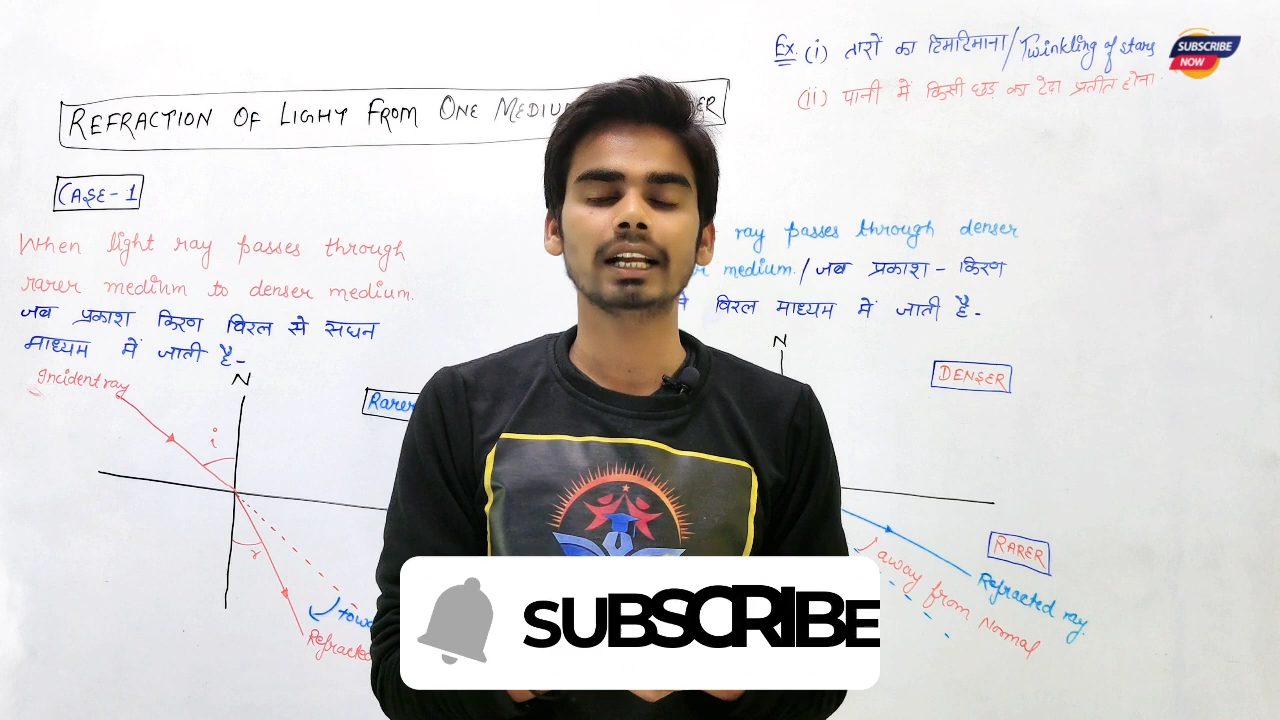 REFRACTION OF LIGHT FROM ONE MEDIUM
Ex. (i) तारों का टिमटिमाना/Twinkling of stars
(ii) पानी में किसी छड़ का टेढ़ा प्रतीत होना.
SUBSCRIBE
NOW
CASE-1
When light ray passes through
rarer medium to denser medium.
जब प्रकाश किरण विरल से सघन
माध्यम में जाती है-
ray passes through denser
medium./जब प्रकाश-किरण
विरल माध्यम में जाती है-
Incident ray
N
i
r
Rarer
N
DENSER
RARER
away from Normal
Refracted ray.
SUBSCRIBE